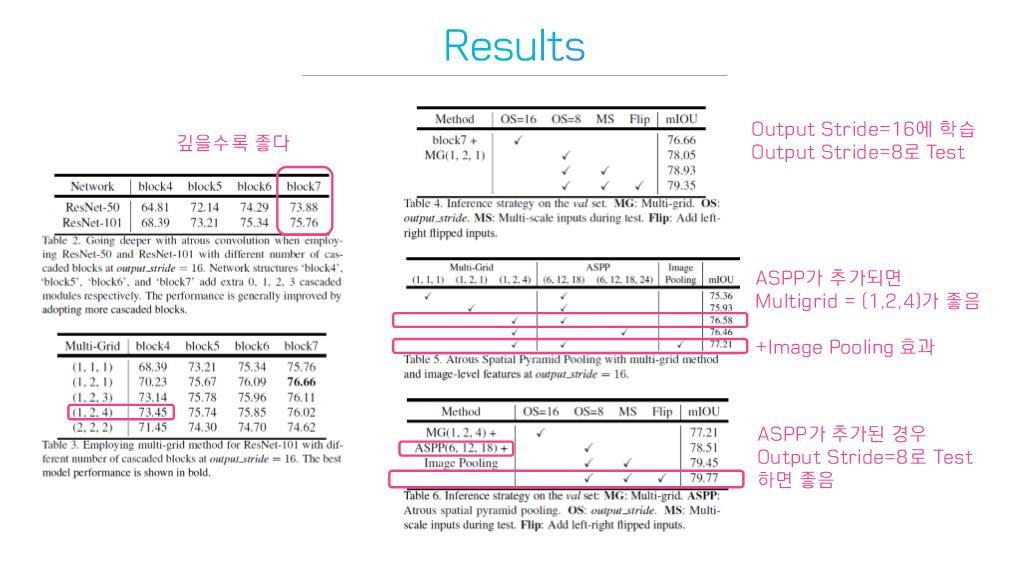 Results
깊을수록 좋다
Network block4 block5 block6 block7
ResNet-50 64.81 72.14 74.29 73.88
ResNet-101 68.39 73.21 75.34 75.76
Table 2. Going deeper with atrous convolution when employ-
ing ResNet-50 and ResNet-101 with different number of cas-
caded blocks at output_stride = 16. Network structures ‘block4’,
‘block5’, ‘block6’, and ‘block7’ add extra 0, 1, 2, 3 cascaded
modules respectively. The performance is generally improved by
adopting more cascaded blocks.
Multi-Grid block4 block5 block6 block7
(1, 1, 1) 68.39 73.21 75.34 75.76
(1, 2, 1) 70.23 75.67 76.09 76.66
(1, 2, 3) 73.14 75.78 75.96 76.11
(1, 2, 4) 73.45 75.74 75.85 76.02
(2, 2, 2) 71.45 74.30 74.70 74.62
Table 3. Employing multi-grid method for ResNet-101 with dif-
ferent number of cascaded blocks at output_stride = 16. The best
model performance is shown in bold.
Method OS=16 OS=8 MS Flip mIOU
block7 + ✓ 76.66
MG(1, 2, 1) ✓ 78.05
✓ ✓ 78.93
✓ ✓ ✓ 79.35
Table 4. Inference strategy on the val set. MG: Multi-grid. OS:
output_stride. MS: Multi-scale inputs during test. Flip: Add left-
right flipped inputs.
Output Stride=16에 학습
Output Stride=8로 Test
Multi-Grid ASPP Image
(1, 1, 1) (1, 2, 1) (1, 2, 4) (6, 12, 18) (6, 12, 18, 24) Pooling mIOU
✓ ✓ 75.36
✓ ✓ 75.93
✓ ✓ 76.58
✓ ✓ 76.46
✓ ✓ ✓ 77.21
Table 5. Atrous Spatial Pyramid Pooling with multi-grid method
and image-level features at output_stride = 16.
ASPP가 추가되면
Multigrid = (1,2,4)가 좋음
+Image Pooling 효과
Method OS=16 OS=8 MS Flip mIOU
MG(1, 2, 4) + ✓ 77.21
ASPP(6, 12, 18) + ✓ 78.51
Image Pooling ✓ ✓ 79.45
✓ ✓ ✓ 79.77
Table 6. Inference strategy on the val set: MG: Multi-grid. ASPP:
Atrous spatial pyramid pooling. OS: output_stride. MS: Multi-
scale inputs during test. Flip: Add left-right flipped inputs.
ASPP가 추가된 경우
Output Stride=8로 Test
하면 좋음